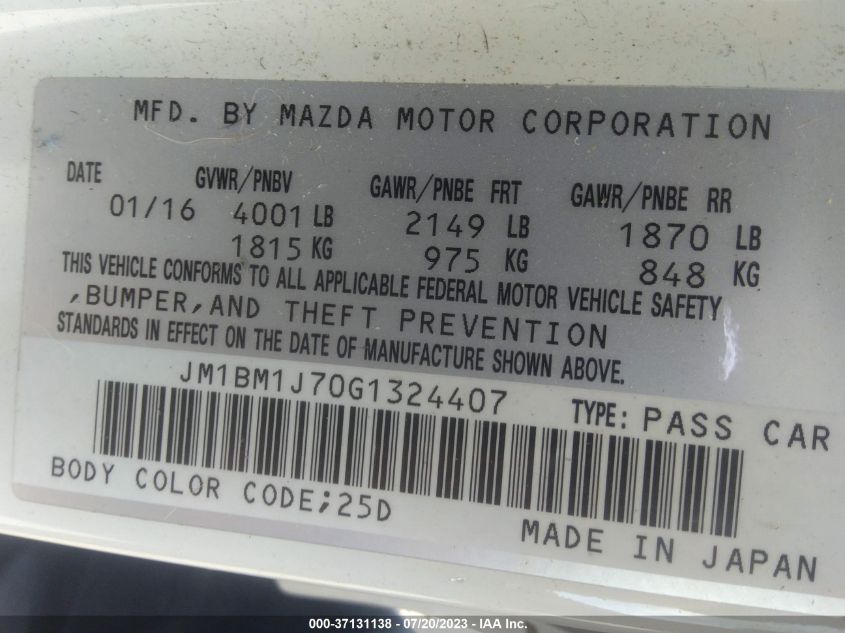 MFD. BY MAZDA MOTOR CORPORATION
DATE GVWR/PNBV GAWR/PNBE FRT GAWR/PNBE RR
01/16 4001 LB 2149 LB 1870 LB
1815 KG 975 KG 848 KG
THIS VEHICLE CONFORMS TO ALL APPLICABLE FEDERAL MOTOR VEHICLE SAFETY
,BUMPER,AND THEFT PREVENTION
STANDARDS IN EFFECT ON THE DATE OF MANUFACTURE SHOWN ABOVE.
JM1BM1J70G1324407 TYPE: PASS CAR
BODY COLOR CODE;25D
MADE IN JAPAN
000-37131138 - 07/20/2023 - © IAA Inc.